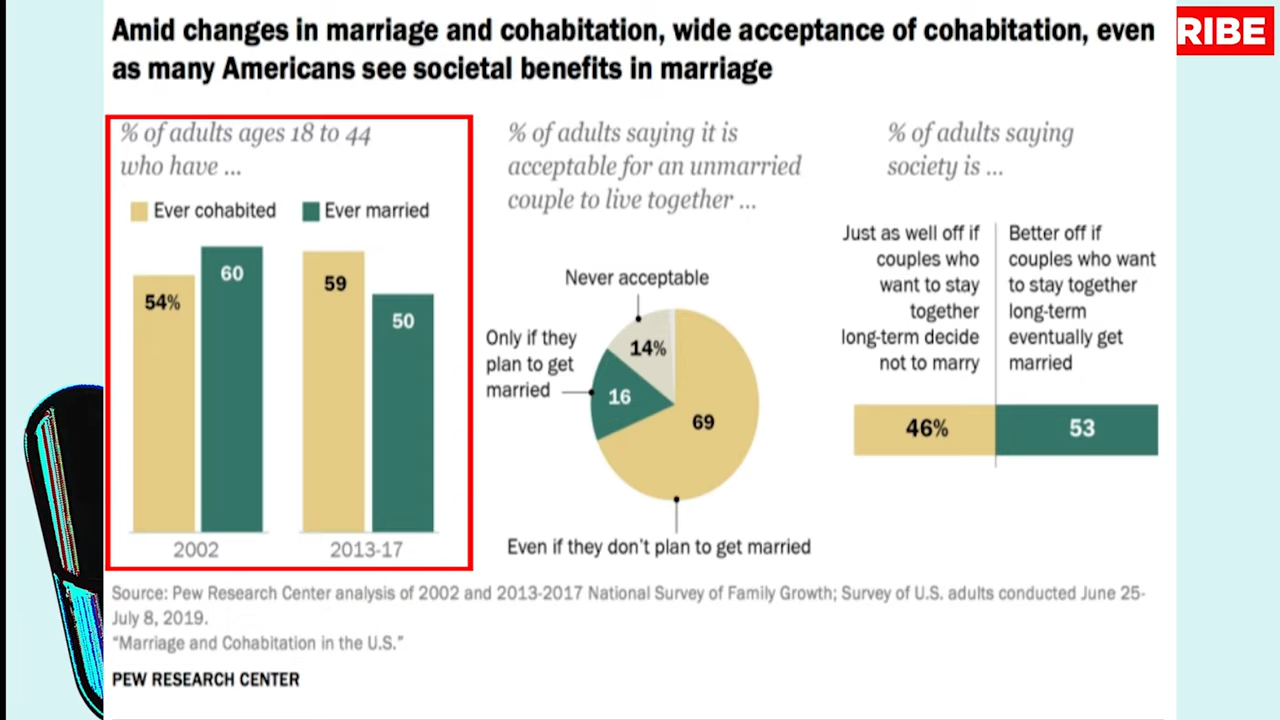 Amid changes in marriage and cohabitation, wide acceptance of cohabitation, even
as many Americans see societal benefits in marriage
RIBE
% of adults ages 18 to 44
who have ...
Ever cohabited
Ever married
54%
60
59
50
2002
2013-17
% of adults saying it is
acceptable for an unmarried
couple to live together ...
Never acceptable
14%
Only if they
plan to get
married
16
69
Even if they don't plan to get married
% of adults saying
society is ...
Just as well off if
couples who
want to stay
together
long-term decide
not to marry
Better off if
couples who want
to stay together
long-term
eventually get
married
46%
53
Source: Pew Research Center analysis of 2002 and 2013-2017 National Survey of Family Growth; Survey of U.S. adults conducted June 25-
July 8, 2019.
“Marriage and Cohabitation in the U.S.”
PEW RESEARCH CENTER